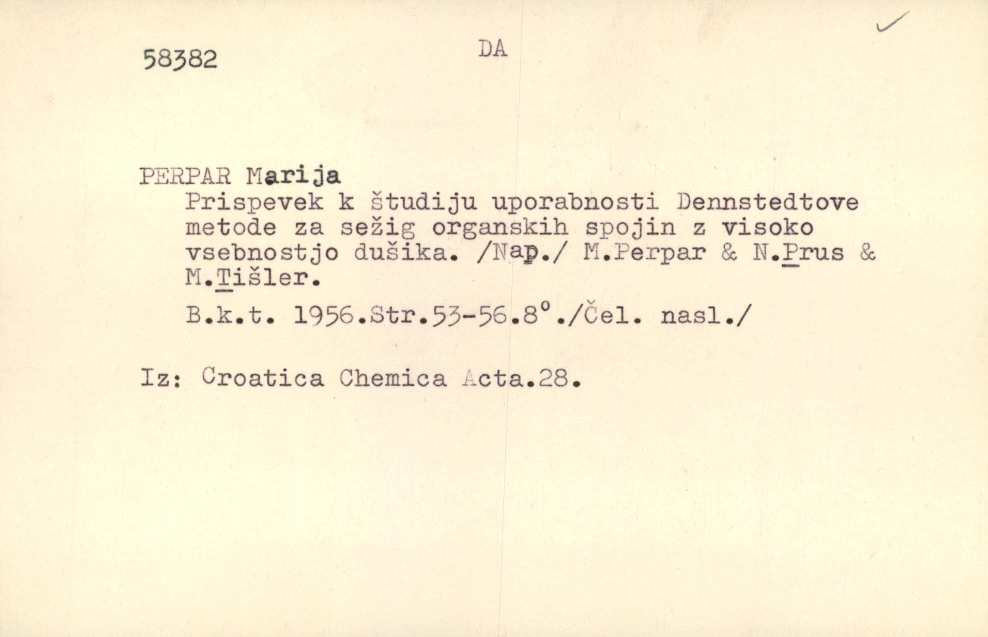 58382
DA
PERPAR Marija
Prispevek k študiju uporabnosti Dennstedtove
metode za sežig organskih spojin z visoko
vsebnostjo dušika. /Nap./ M.Perpar & N.Prus &
M.Tišler.
B.k.t. 1956.Str.53-56.8°./Čel. nasl./
Iz: Croatica Chemica Acta.28.